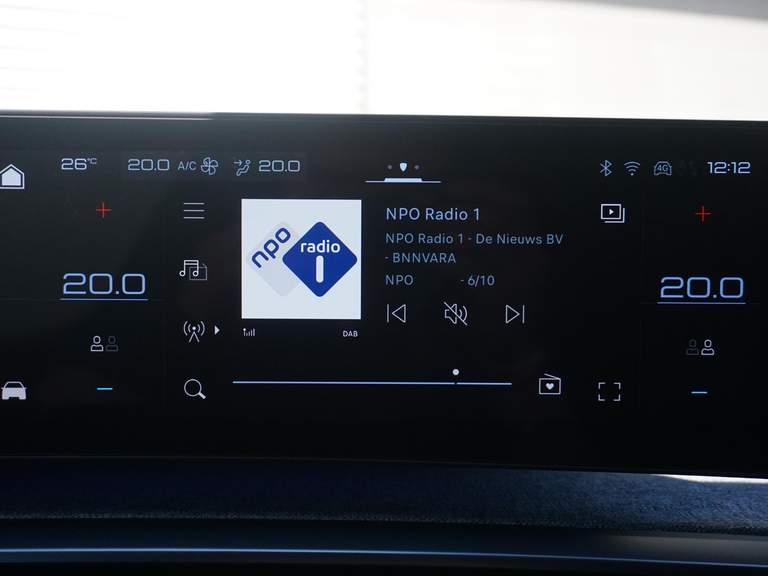 26°C 20.0 A/C 20.0 4G 12:12
20.0
npo
radio
1
DAB
NPO Radio 1
NPO Radio 1 - De Nieuws BV
- BNNVARA
NPO - 6/10
20.0